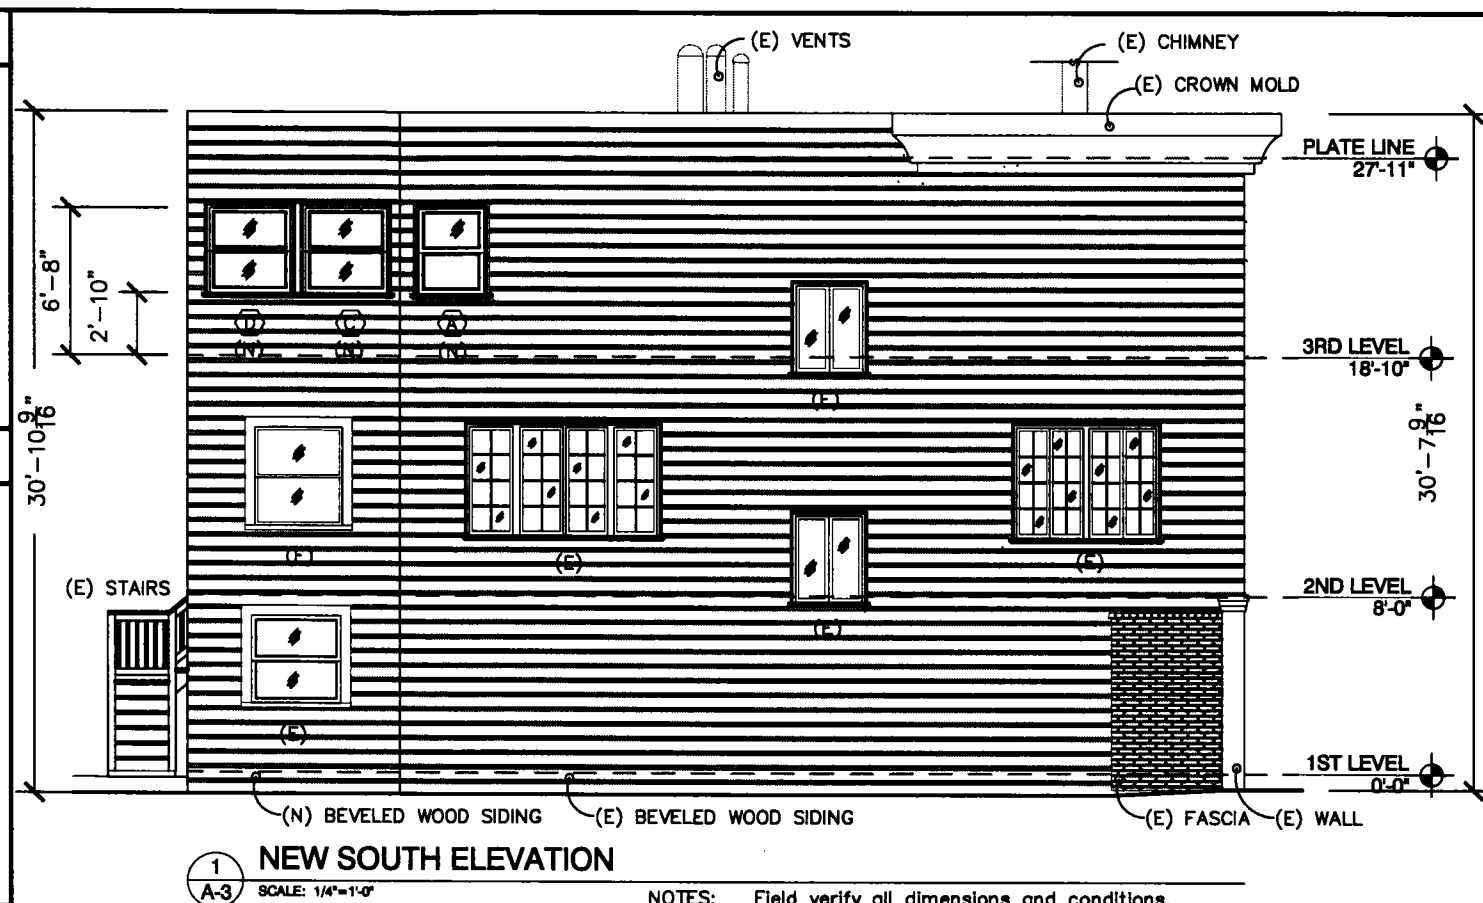 (E) VENTS
(E) CHIMNEY
(E) CROWN MOLD
PLATE LINE
27'-11"
6'-8"
2'-10"
D
C
A
(N)
(N)
(N)
3RD LEVEL
18'-10"
(E)
30'-10 9/16"
30'-7 9/16"
(E)
(E)
(E)
(E) STAIRS
2ND LEVEL
8'-0"
(E)
(E)
1ST LEVEL
0'-0"
(N) BEVELED WOOD SIDING
(E) BEVELED WOOD SIDING
(E) FASCIA
(E) WALL
1
A-3
NEW SOUTH ELEVATION
SCALE: 1/4"=1'-0"
NOTES: Field verify all dimensions and conditions